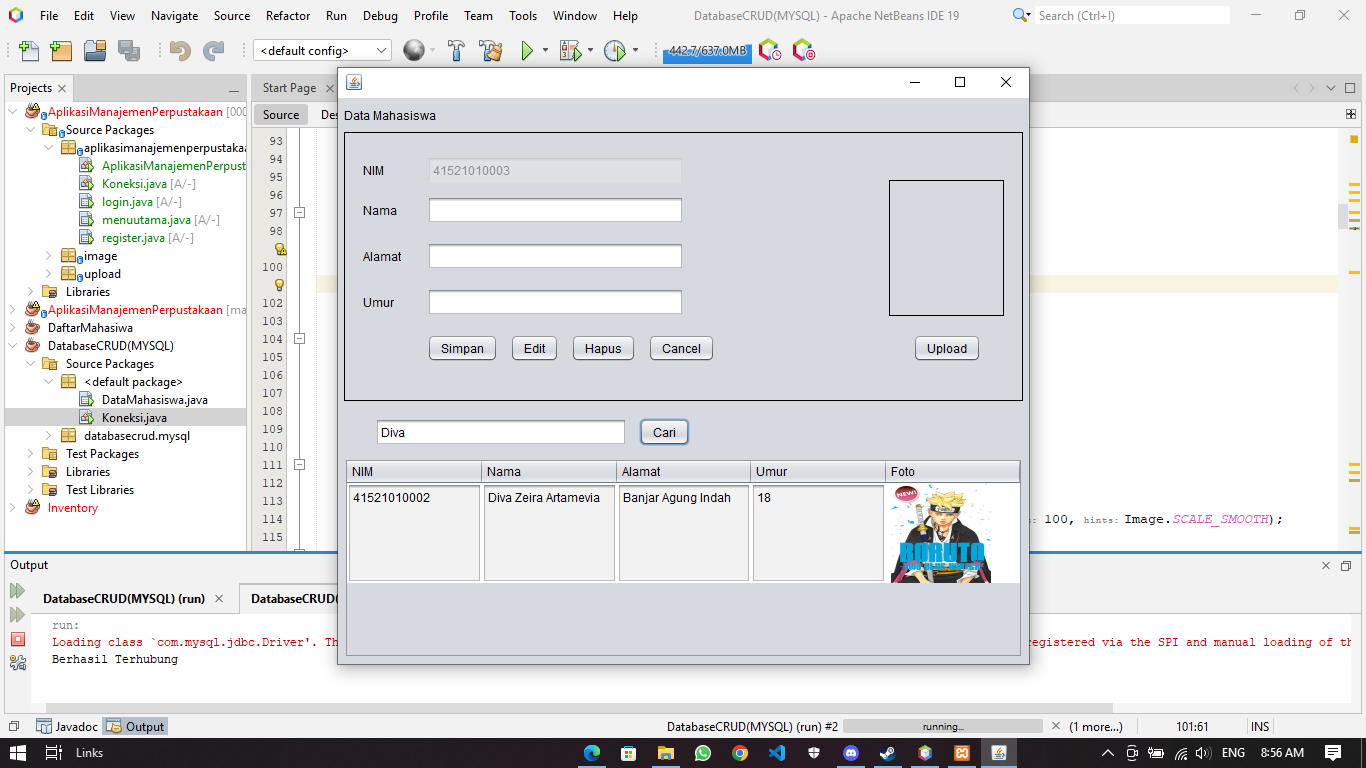 File Edit View Navigate Source Refactor Run Debug Profile Team Tools Window Help
DatabaseCRUD(MYSQL) - Apache NetBeans IDE 19
Search (Ctrl+I)
<default config>
442.7/637.0MB
Projects
Start Page
AplikasiManajemenPerpustakaan [000
Source Packages
aplikasimanajemenperpustaka
AplikasiManajemenPerpust
Koneksi.java [A/-]
login.java [A/-]
menuutama.java [A/-]
register.java [A/-]
image
upload
Libraries
AplikasiManajemenPerpustakaan [ma
DaftarMahasiwa
DatabaseCRUD(MYSQL)
Source Packages
<default package>
DataMahasiswa.java
Koneksi.java
databasecrud.mysql
Test Packages
Libraries
Test Libraries
Inventory
Source
Des
93
94
95
96
97
98
100
102
103
104
105
106
107
108
109
110
111
112
113
114
115
Data Mahasiswa
NIM 41521010003
Nama
Alamat
Umur
Simpan Edit Hapus Cancel Upload
Diva Cari
NIM Nama Alamat Umur Foto
41521010002 Diva Zeira Artamevia Banjar Agung Indah 18
NEW!
BORUTO
s: 100, hints: Image.SCALE_SMOOTH);
Output
DatabaseCRUD(MYSQL) (run) DatabaseCRUD(
run:
Loading class `com.mysql.jdbc.Driver'. Th egistered via the SPI and manual loading of th
Berhasil Terhubung
Javadoc Output
DatabaseCRUD(MYSQL) (run) #2 running... (1 more...) 101:61 INS
Links
ENG 8:56 AM